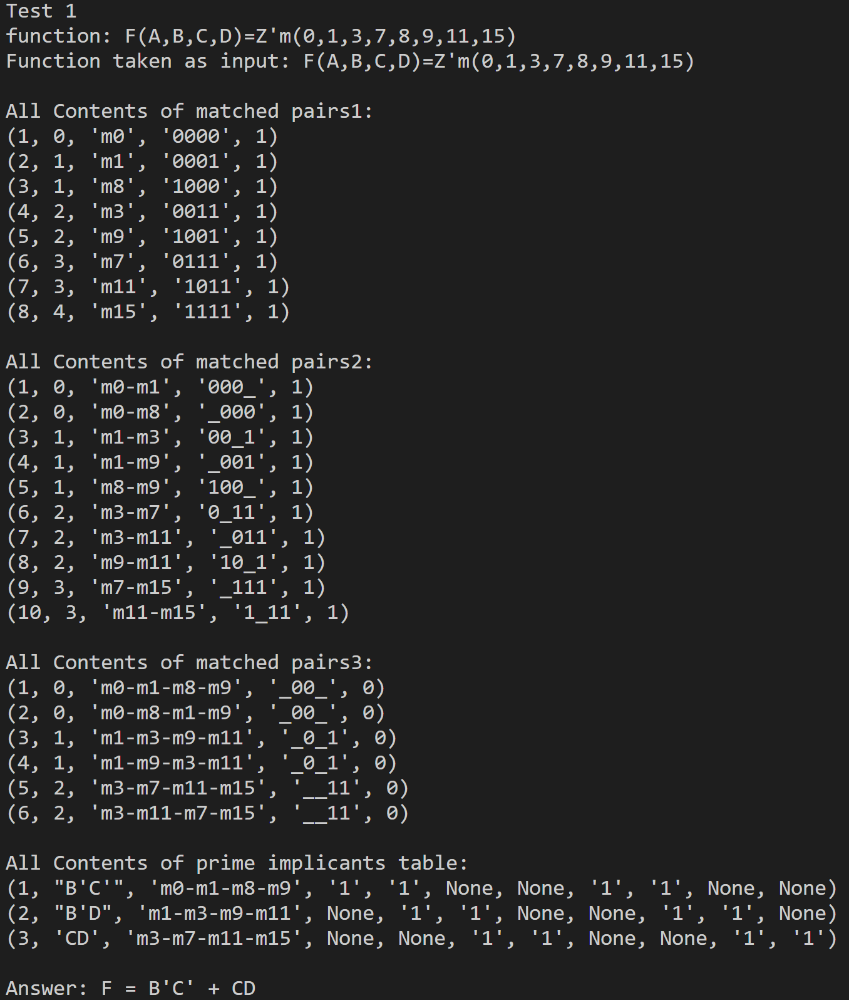 Test 1
function: F(A,B,C,D)=Z'm(0,1,3,7,8,9,11,15)
Function taken as input: F(A,B,C,D)=Z'm(0,1,3,7,8,9,11,15)
All Contents of matched pairs1:
(1, 0, 'm0', '0000', 1)
(2, 1, 'm1', '0001', 1)
(3, 1, 'm8', '1000', 1)
(4, 2, 'm3', '0011', 1)
(5, 2, 'm9', '1001', 1)
(6, 3, 'm7', '0111', 1)
(7, 3, 'm11', '1011', 1)
(8, 4, 'm15', '1111', 1)
All Contents of matched pairs2:
(1, 0, 'm0-m1', '000_', 1)
(2, 0, 'm0-m8', '_000', 1)
(3, 1, 'm1-m3', '00_1', 1)
(4, 1, 'm1-m9', '_001', 1)
(5, 1, 'm8-m9', '100_', 1)
(6, 2, 'm3-m7', '0_11', 1)
(7, 2, 'm3-m11', '_011', 1)
(8, 2, 'm9-m11', '10_1', 1)
(9, 3, 'm7-m15', '_111', 1)
(10, 3, 'm11-m15', '1_11', 1)
All Contents of matched pairs3:
(1, 0, 'm0-m1-m8-m9', '_00_', 0)
(2, 0, 'm0-m8-m1-m9', '_00_', 0)
(3, 1, 'm1-m3-m9-m11', '_0_1', 0)
(4, 1, 'm1-m9-m3-m11', '_0_1', 0)
(5, 2, 'm3-m7-m11-m15', '__11', 0)
(6, 2, 'm3-m11-m7-m15', '__11', 0)
All Contents of prime implicants table:
(1, "B'C'", 'm0-m1-m8-m9', '1', '1', None, None, '1', '1', None, None)
(2, "B'D", 'm1-m3-m9-m11', None, '1', '1', None, None, '1', '1', None)
(3, 'CD', 'm3-m7-m11-m15', None, None, '1', '1', None, None, '1', '1')
Answer: F = B'C' + CD